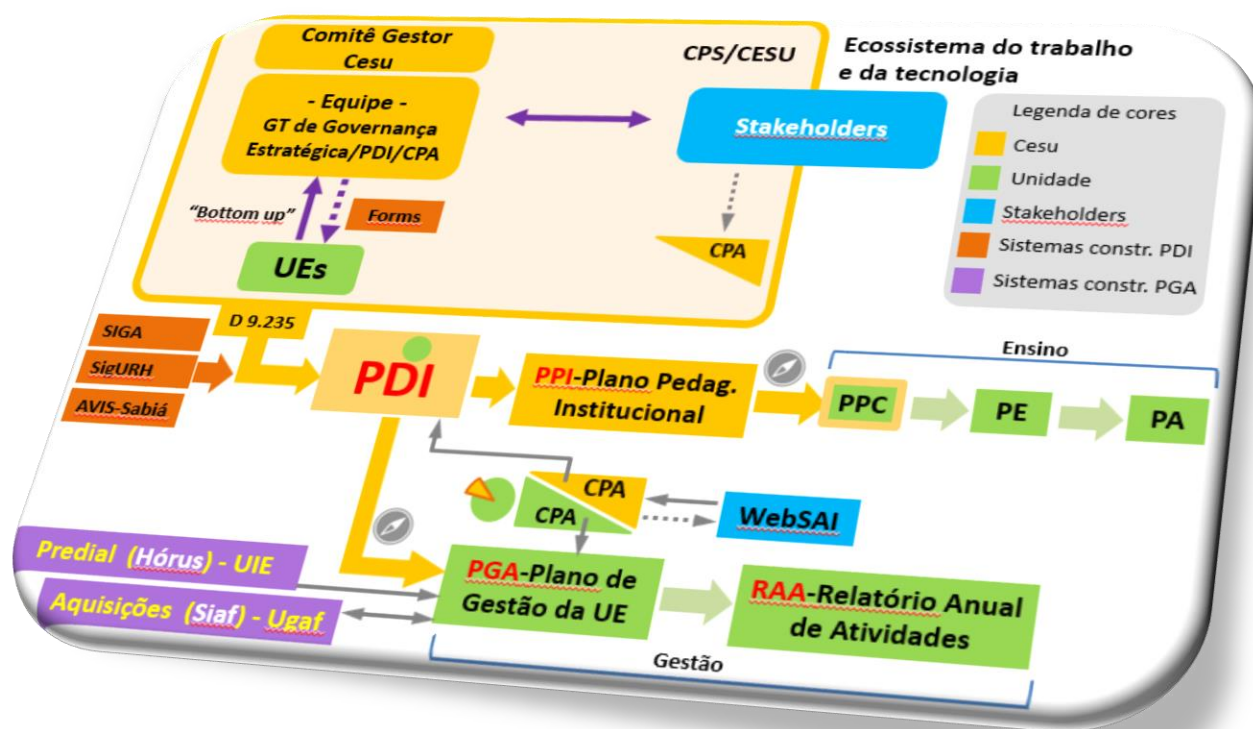 Comitê Gestor
Cesu
CPS/CESU
Ecossistema do trabalho
e da tecnologia
- Equipe -
GT de Governança
Estratégica/PDI/CPA
Stakeholders
Legenda de cores
Cesu
Unidade
Stakeholders
Sistemas constr. PDI
Sistemas constr. PGA
“Bottom up”
Forms
CPA
UEs
D 9.235
SIGA
SigURH
AVIS-Sabiá
PDI
PPI-Plano Pedag.
Institucional
Ensino
PPC
PE
PA
CPA
CPA
WebSAI
Predial (Hórus) - UIE
Aquisições (Siaf) - Ugaf
PGA-Plano de
Gestão da UE
RAA-Relatório Anual
de Atividades
Gestão